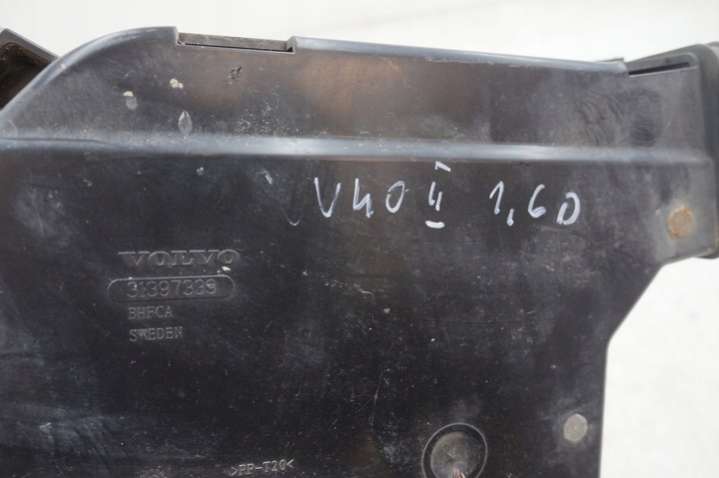 V40 II 1,6D
VOLVO
31397339
BHFCA
SWEDEN
>PP-T20<